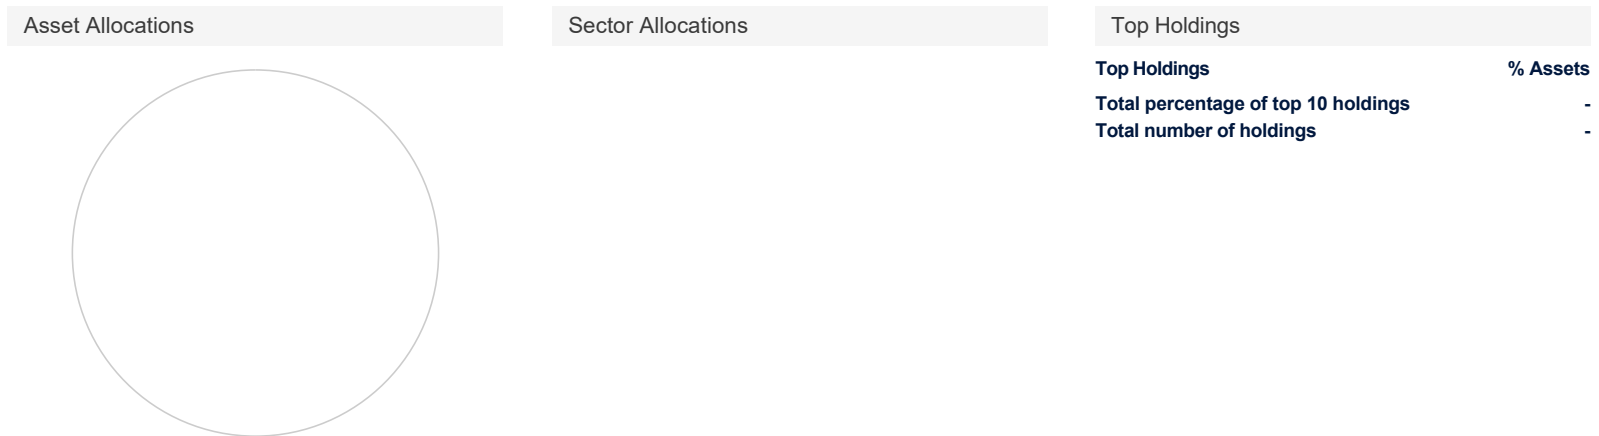 Asset Allocations
Sector Allocations
Top Holdings
Top Holdings % Assets
Total percentage of top 10 holdings -
Total number of holdings -